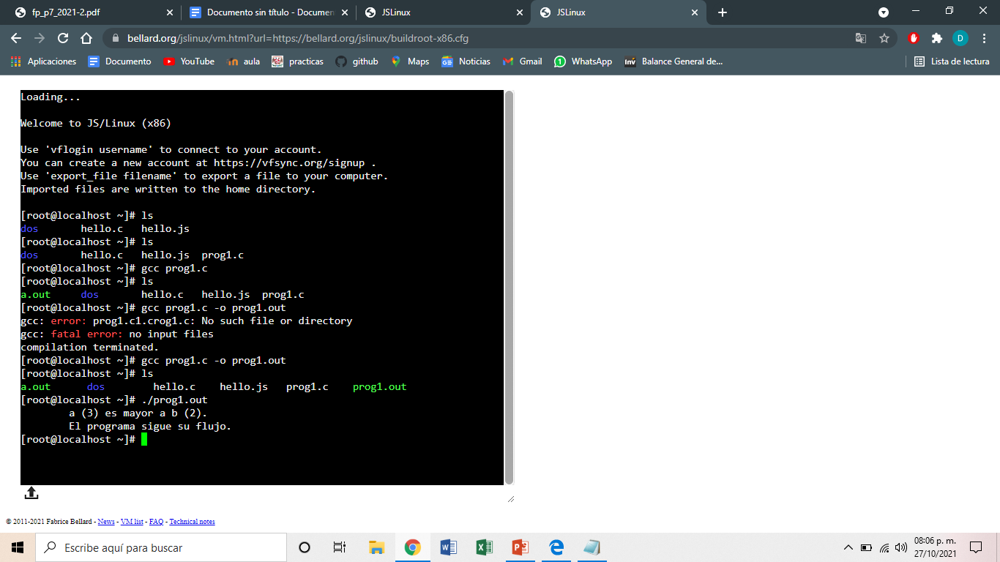 fp_p7_2021-2.pdf
Documento sin título - Documen
JSLinux
JSLinux
D
bellard.org/jslinux/vm.html?url=https://bellard.org/jslinux/buildroot-x86.cfg
Aplicaciones Documento YouTube aula practicas github Maps Noticias Gmail WhatsApp inv Balance General de... Lista de lectura
Loading...
Welcome to JS/Linux (x86)
Use 'vflogin username' to connect to your account.
You can create a new account at https://vfsync.org/signup .
Use 'export_file filename' to export a file to your computer.
Imported files are written to the home directory.
[root@localhost ~]# ls
dos       hello.c   hello.js
[root@localhost ~]# ls
dos       hello.c   hello.js  prog1.c
[root@localhost ~]# gcc prog1.c
[root@localhost ~]# ls
a.out     dos       hello.c   hello.js  prog1.c
[root@localhost ~]# gcc prog1.c -o prog1.out
gcc: error: prog1.c1.crog1.c: No such file or directory
gcc: fatal error: no input files
compilation terminated.
[root@localhost ~]# gcc prog1.c -o prog1.out
[root@localhost ~]# ls
a.out      dos        hello.c    hello.js   prog1.c    prog1.out
[root@localhost ~]# ./prog1.out
        a (3) es mayor a b (2).
        El programa sigue su flujo.
[root@localhost ~]#
© 2011-2021 Fabrice Bellard - News - VM list - FAQ - Technical notes
Escribe aquí para buscar
08:06 p. m.
27/10/2021